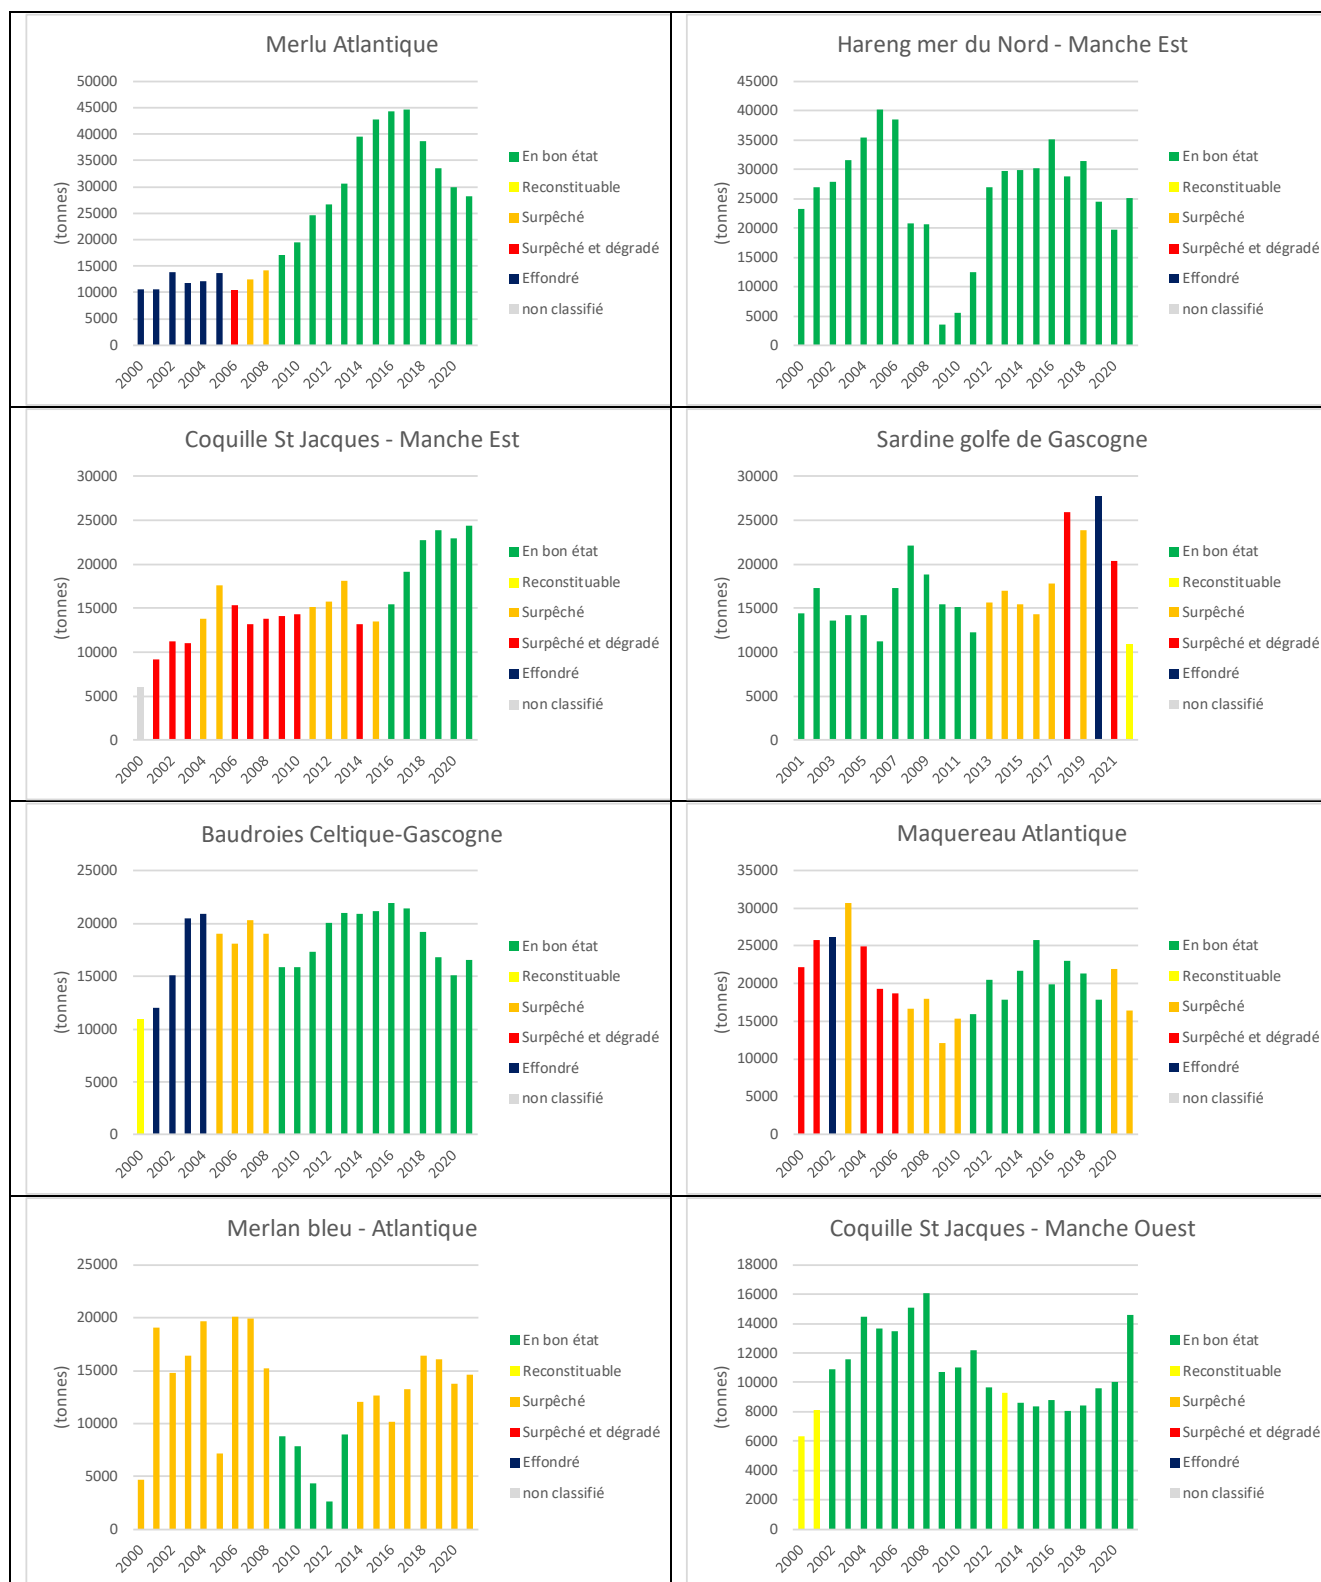 Merlu Atlantique
50000
45000
40000
35000
30000
25000
20000
15000
10000
5000
0
(tonnes)
2000
2002
2004
2006
2008
2010
2012
2014
2016
2018
2020
En bon état
Reconstituable
Surpêché
Surpêché et dégradé
Effondré
non classifié
Hareng mer du Nord - Manche Est
45000
40000
35000
30000
25000
20000
15000
10000
5000
0
(tonnes)
2000
2002
2004
2006
2008
2010
2012
2014
2016
2018
2020
En bon état
Reconstituable
Surpêché
Surpêché et dégradé
Effondré
non classifié
Coquille St Jacques - Manche Est
30000
25000
20000
15000
10000
5000
0
(tonnes)
2000
2002
2004
2006
2008
2010
2012
2014
2016
2018
2020
En bon état
Reconstituable
Surpêché
Surpêché et dégradé
Effondré
non classifié
Sardine golfe de Gascogne
30000
25000
20000
15000
10000
5000
0
(tonnes)
2001
2003
2005
2007
2009
2011
2013
2015
2017
2019
2021
En bon état
Reconstituable
Surpêché
Surpêché et dégradé
Effondré
non classifié
Baudroies Celtique-Gascogne
25000
20000
15000
10000
5000
0
(tonnes)
2000
2002
2004
2006
2008
2010
2012
2014
2016
2018
2020
En bon état
Reconstituable
Surpêché
Surpêché et dégradé
Effondré
non classifié
Maquereau Atlantique
35000
30000
25000
20000
15000
10000
5000
0
(tonnes)
2000
2002
2004
2006
2008
2010
2012
2014
2016
2018
2020
En bon état
Reconstituable
Surpêché
Surpêché et dégradé
Effondré
non classifié
Merlan bleu - Atlantique
25000
20000
15000
10000
5000
0
(tonnes)
2000
2002
2004
2006
2008
2010
2012
2014
2016
2018
2020
En bon état
Reconstituable
Surpêché
Surpêché et dégradé
Effondré
non classifié
Coquille St Jacques - Manche Ouest
18000
16000
14000
12000
10000
8000
6000
4000
2000
0
(tonnes)
2000
2002
2004
2006
2008
2010
2012
2014
2016
2018
2020
En bon état
Reconstituable
Surpêché
Surpêché et dégradé
Effondré
non classifié